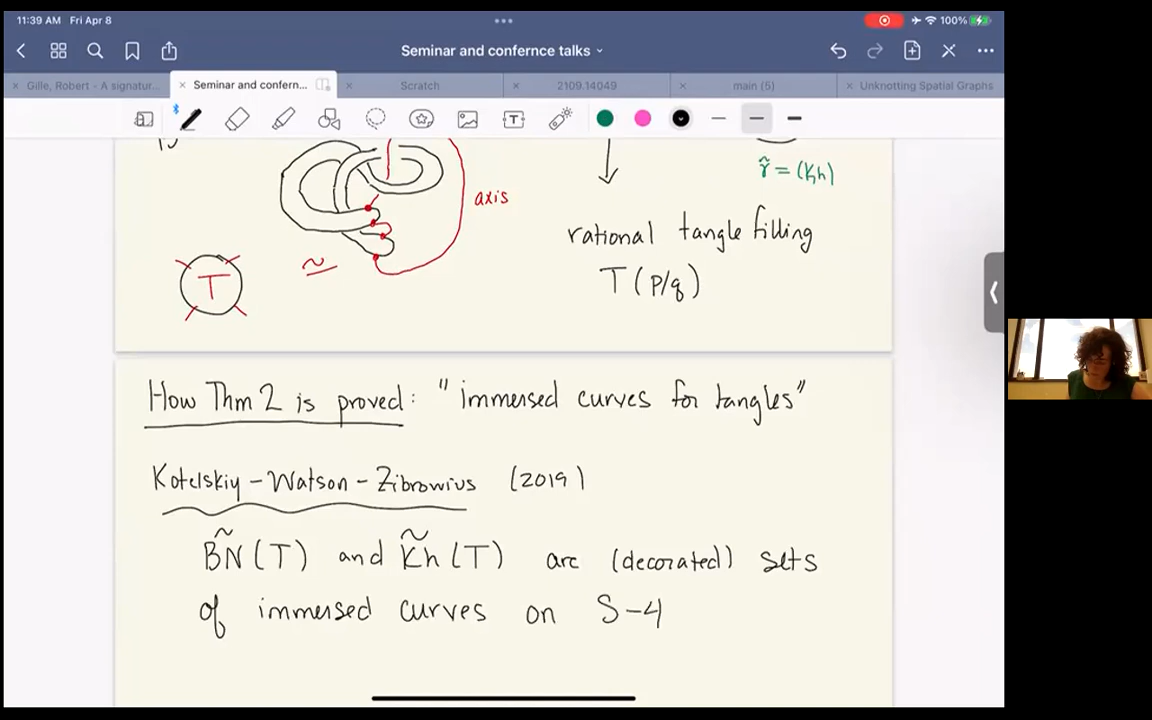 11:39 AM Fri Apr 8
100%
Seminar and confernce talks
Gille, Robert - A signatur...
Seminar and confern...
Scratch
2109.14049
main (5)
Unknotting Spatial Graphs
axis
γ̃ = (K,h)
rational tangle filling
T
≃
T(p/q)
How Thm 2 is proved: "immersed curves for tangles"
Kotelskiy-Watson-Zibrowius (2019)
B̃N(T) and K̃h(T) are (decorated) sets
of immersed curves on S-4